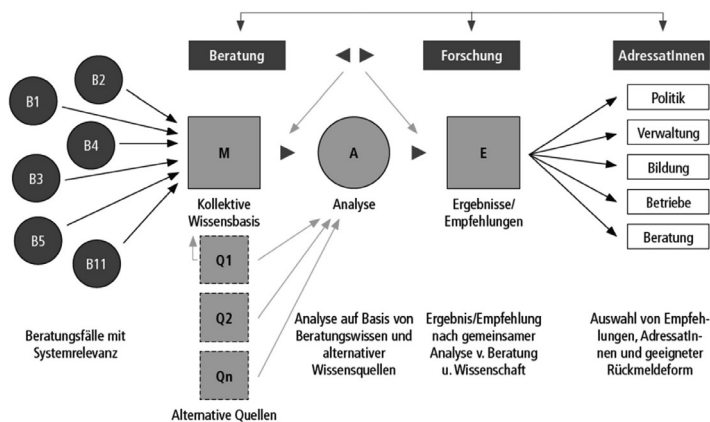 Beratung
Forschung
AdressatInnen
B1
B2
B4
B3
B5
B11
M
A
E
Kollektive
Wissensbasis
Analyse
Ergebnisse/
Empfehlungen
Politik
Verwaltung
Bildung
Betriebe
Beratung
Q1
Q2
Qn
Beratungsfälle mit
Systemrelevanz
Alternative Quellen
Analyse auf Basis von
Beratungswissen und
alternativer
Wissensquellen
Ergebnis/Empfehlung
nach gemeinsamer
Analyse v. Beratung
u. Wissenschaft
Auswahl von Empfeh-
lungen, AdressatIn-
nen und geeigneter
Rückmeldeform